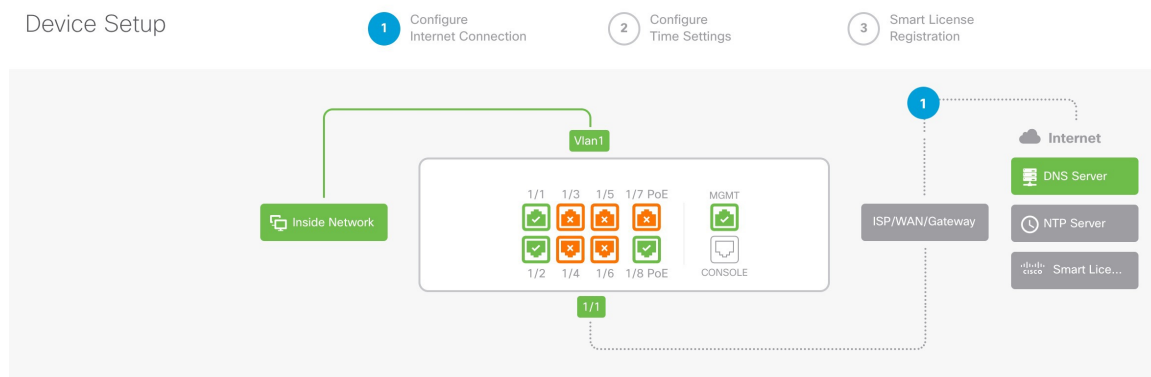 Device Setup
1
Configure
Internet Connection
2
Configure
Time Settings
3
Smart License
Registration
1
Internet
Vlan1
DNS Server
1/1 1/3 1/5 1/7 PoE MGMT
Inside Network
ISP/WAN/Gateway
NTP Server
1/2 1/4 1/6 1/8 PoE CONSOLE
cisco Smart Lice...
1/1